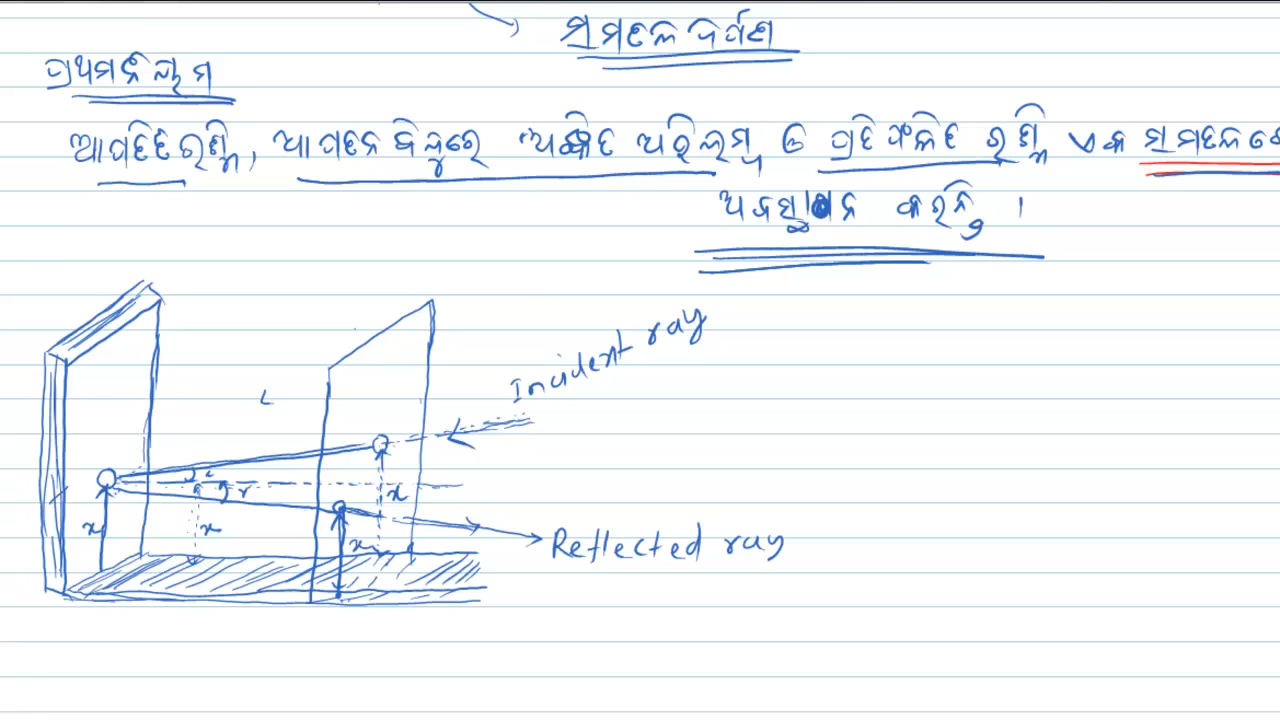 ସମତଳ ଦର୍ପଣ
ପ୍ରଥମ ନିୟମ
ଆପତିତ ରଶ୍ମି, ଆପତନ ବିନ୍ଦୁରେ ଅଙ୍କିତ ଅଭିଲମ୍ବ ଓ ପ୍ରତିଫଳିତ ରଶ୍ମି ଏକ ସମତଳରେ
ଅବସ୍ଥାନ କରନ୍ତି ।
Incident ray
i
r
x
x
x
x
Reflected ray